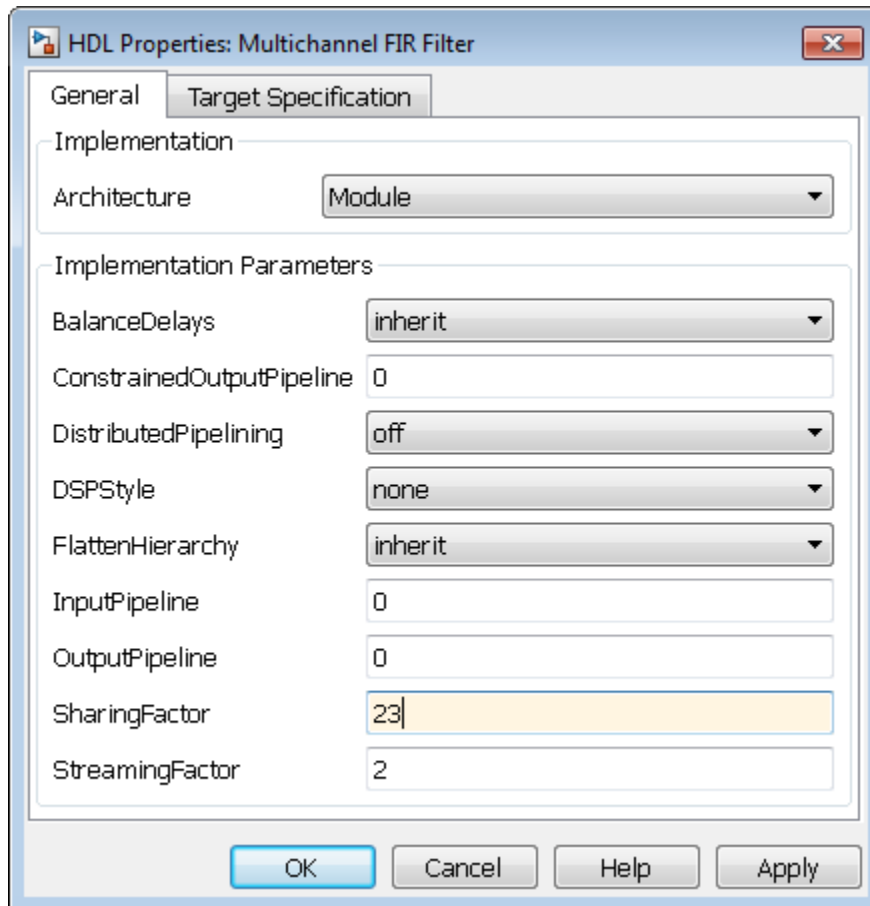 HDL Properties: Multichannel FIR Filter
General Target Specification
Implementation
Architecture Module
Implementation Parameters
BalanceDelays inherit
ConstrainedOutputPipeline 0
DistributedPipelining off
DSPStyle none
FlattenHierarchy inherit
InputPipeline 0
OutputPipeline 0
SharingFactor 23
StreamingFactor 2
OK Cancel Help Apply